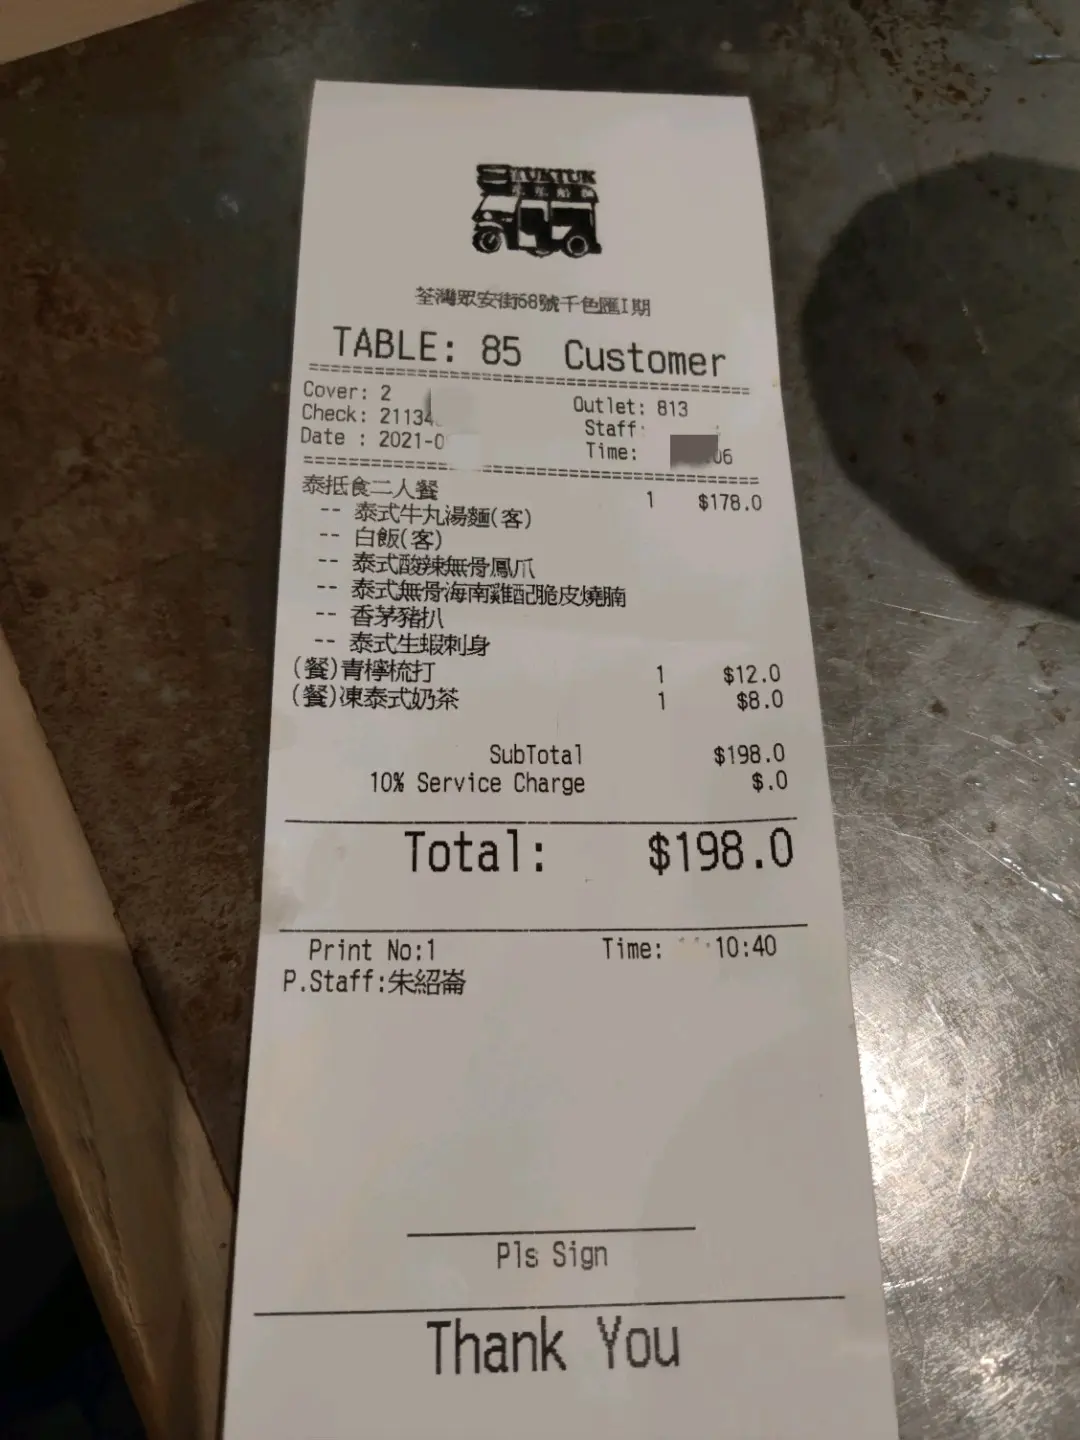 TUKTUK
荃灣眾安街68號千色匯I期
TABLE: 85 Customer
Cover: 2
Outlet: 813
Check: 21134
Staff:
Date : 2021-0
Time: 06
泰抵食二人餐 1 $178.0
-- 泰式牛丸湯麵(客)
-- 白飯(客)
-- 泰式酸辣無骨鳳爪
-- 泰式無骨海南雞配脆皮燒腩
-- 香茅豬扒
-- 泰式生蝦刺身
(餐)青檸梳打 1 $12.0
(餐)凍泰式奶茶 1 $8.0
SubTotal $198.0
10% Service Charge $.0
Total: $198.0
Print No:1 Time: 10:40
P.Staff:朱紹崙
Pls Sign
Thank You